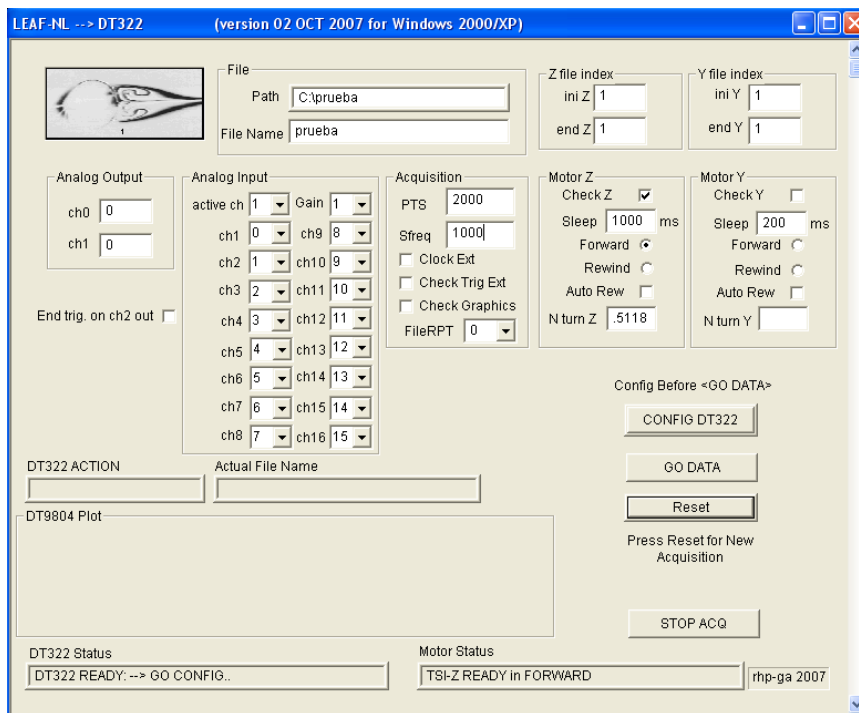 LEAF-NL --> DT322 (version 02 OCT 2007 for Windows 2000/XP)
1
File
Path C:\prueba
File Name prueba
Z file index
ini Z 1
end Z 1
Y file index
ini Y 1
end Y 1
Analog Output
ch0 0
ch1 0
End trig. on ch2 out
Analog Input
active ch 1 Gain 1
ch1 0 ch9 8
ch2 1 ch10 9
ch3 2 ch11 10
ch4 3 ch12 11
ch5 4 ch13 12
ch6 5 ch14 13
ch7 6 ch15 14
ch8 7 ch16 15
Acquisition
PTS 2000
Sfreq 1000
Clock Ext
Check Trig Ext
Check Graphics
FileRPT 0
Motor Z
Check Z
Sleep 1000 ms
Forward
Rewind
Auto Rew
N turn Z .5118
Motor Y
Check Y
Sleep 200 ms
Forward
Rewind
Auto Rew
N turn Y
Config Before <GO DATA>
CONFIG DT322
GO DATA
Reset
Press Reset for New
Acquisition
STOP ACQ
DT322 ACTION
Actual File Name
DT9804 Plot
DT322 Status
DT322 READY: --> GO CONFIG..
Motor Status
TSI-Z READY in FORWARD
rhp-ga 2007